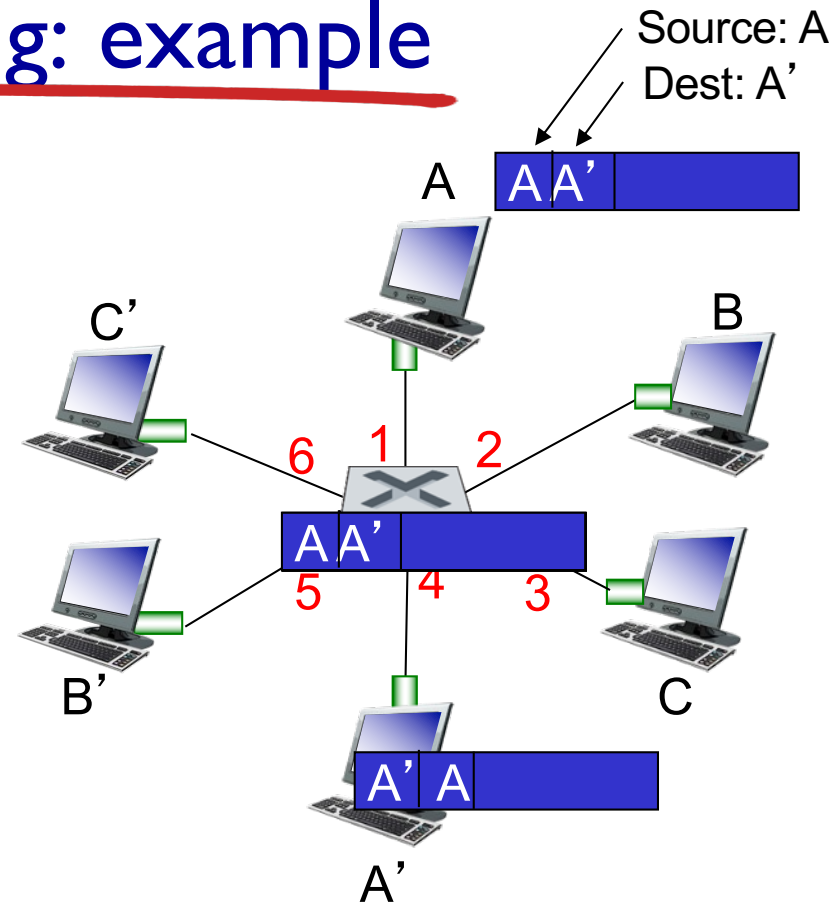 g: example
Source: A
Dest: A’
A
A A’
C’
B
1
2
6
A A’
5
4
3
B’
C
A’ A
A’